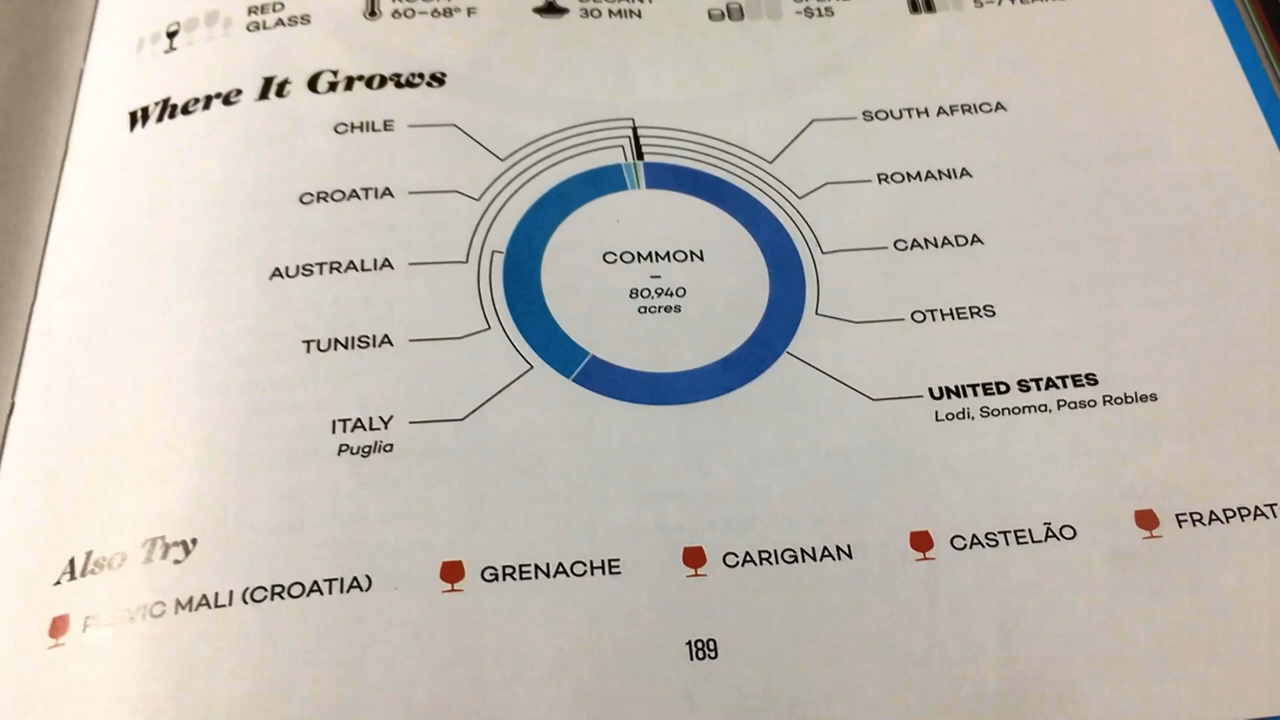 RED
GLASS
60–68° F
30 MIN
~$15
Where It Grows
CHILE
CROATIA
AUSTRALIA
TUNISIA
ITALY
Puglia
COMMON
–
80,940
acres
SOUTH AFRICA
ROMANIA
CANADA
OTHERS
UNITED STATES
Lodi, Sonoma, Paso Robles
Also Try
MALI (CROATIA)
GRENACHE
CARIGNAN
CASTELÃO
FRAPPAT
189